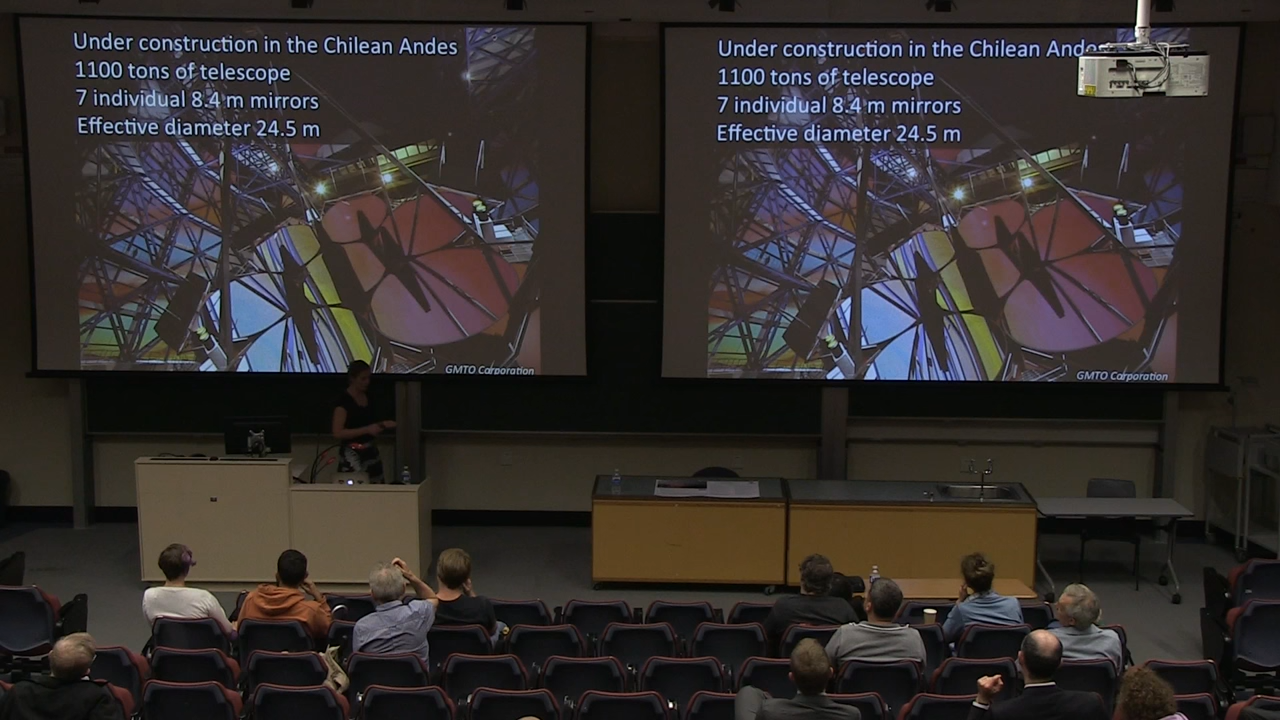 Under construction in the Chilean Andes
1100 tons of telescope
7 individual 8.4 m mirrors
Effective diameter 24.5 m
GMTO Corporation
Under construction in the Chilean Andes
1100 tons of telescope
7 individual 8.4 m mirrors
Effective diameter 24.5 m
GMTO Corporation